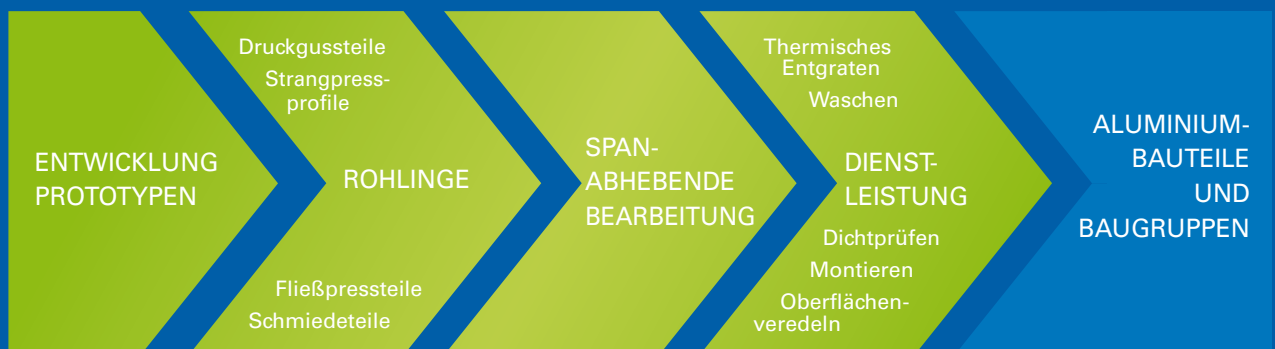 ENTWICKLUNG
PROTOTYPEN
Druckgussteile
Strangpress-
profile
ROHLINGE
Fließpressteile
Schmiedeteile
SPAN-
ABHEBENDE
BEARBEITUNG
Thermisches
Entgraten
Waschen
DIENST-
LEISTUNG
Dichtprüfen
Montieren
Oberflächen-
veredeln
ALUMINIUM-
BAUTEILE
UND
BAUGRUPPEN